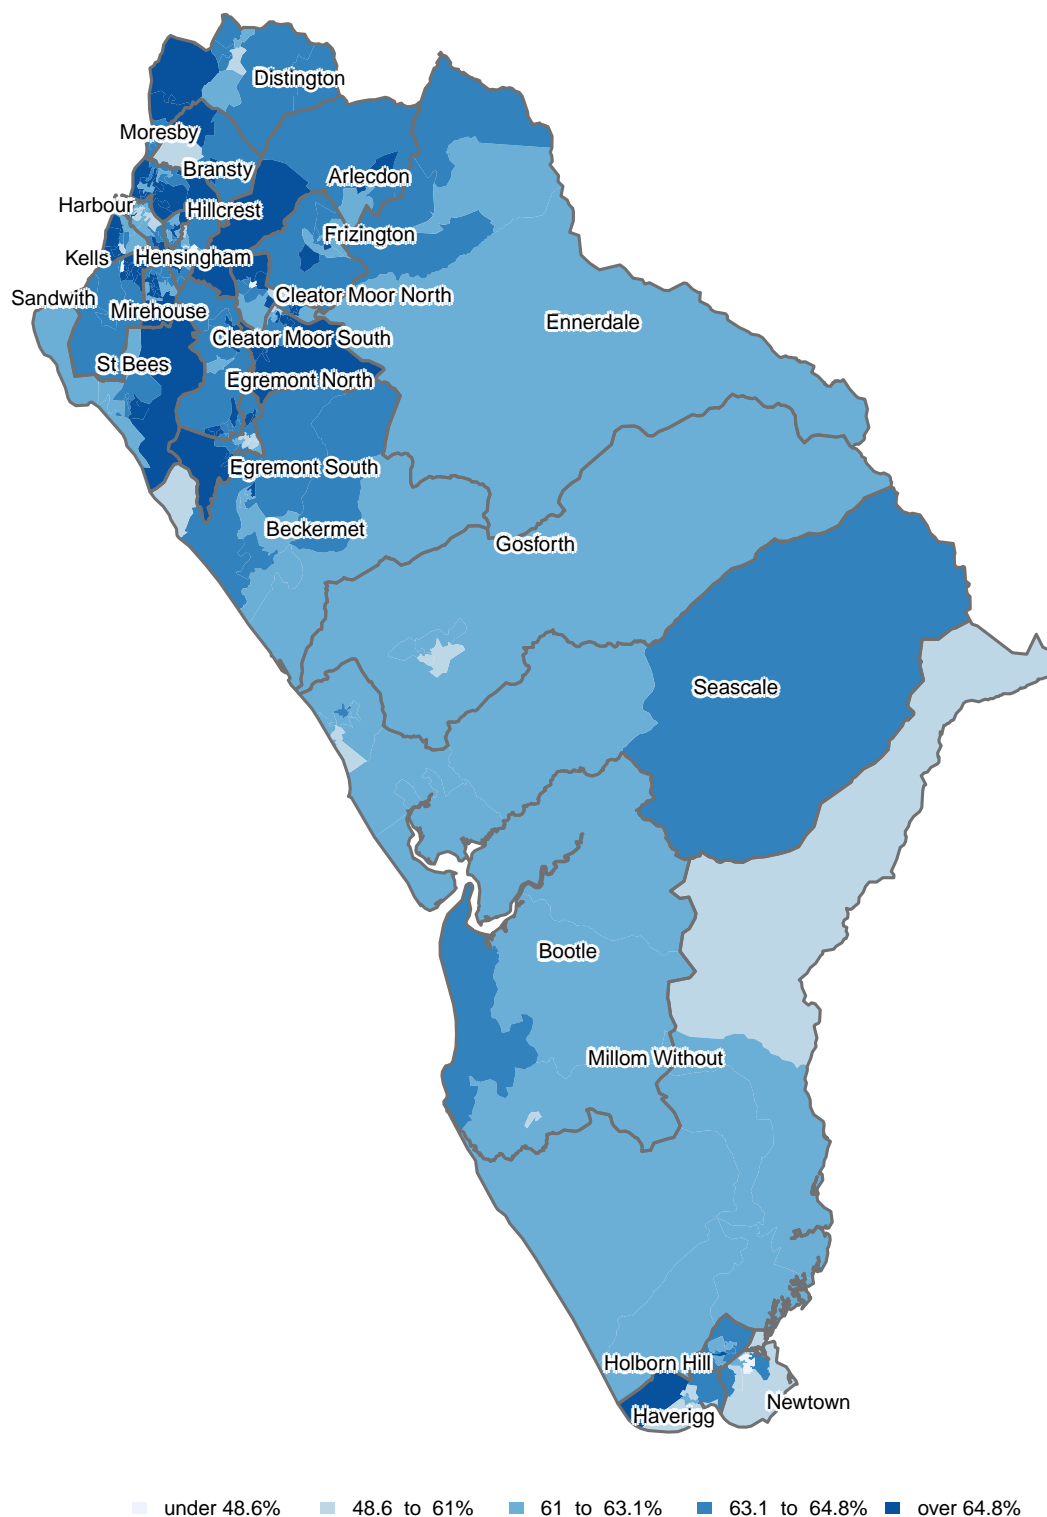 Distington
Moresby
Bransty
Arlecdon
Harbour
Hillcrest
Frizington
Kells
Hensingham
Sandwith
Cleator Moor North
Mirehouse
Ennerdale
Cleator Moor South
St Bees
Egremont North
Egremont South
Beckermet
Gosforth
Seascale
Bootle
Millom Without
Holborn Hill
Newtown
Haverigg
under 48.6% 48.6 to 61% 61 to 63.1% 63.1 to 64.8% over 64.8%